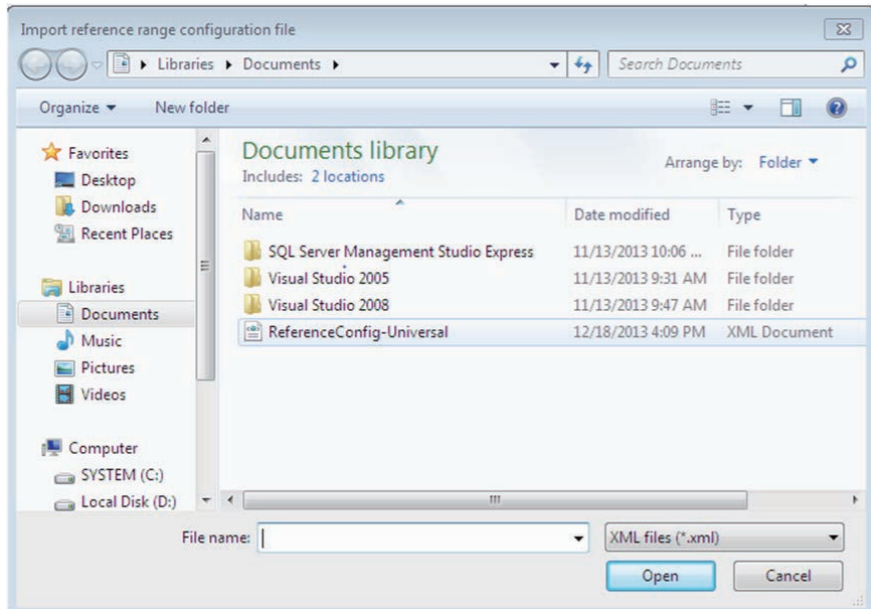 Import reference range configuration file
Libraries Documents
Search Documents
Organize New folder
Favorites
Desktop
Downloads
Recent Places
Libraries
Documents
Music
Pictures
Videos
Computer
SYSTEM (C:)
Local Disk (D:)
Documents library
Includes: 2 locations
Arrange by: Folder
Name Date modified Type
SQL Server Management Studio Express 11/13/2013 10:06 ... File folder
Visual Studio 2005 11/13/2013 9:31 AM File folder
Visual Studio 2008 11/13/2013 9:47 AM File folder
ReferenceConfig-Universal 12/18/2013 4:09 PM XML Document
File name: XML files (*.xml)
Open Cancel